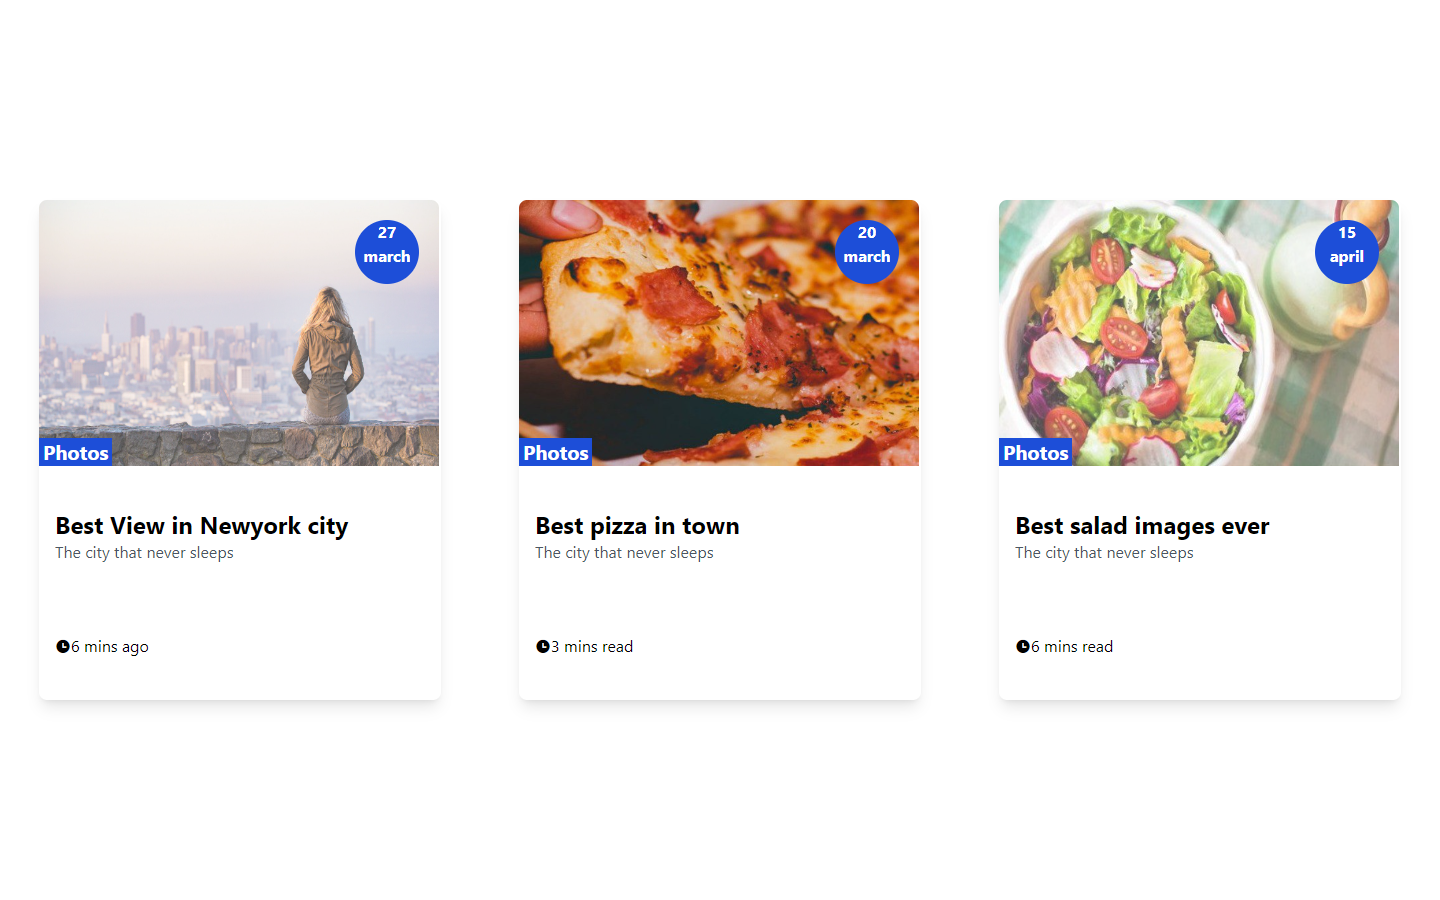 27
march
Photos
Best View in Newyork city
The city that never sleeps
6 mins ago
20
march
Photos
Best pizza in town
The city that never sleeps
3 mins read
15
april
Photos
Best salad images ever
The city that never sleeps
6 mins read